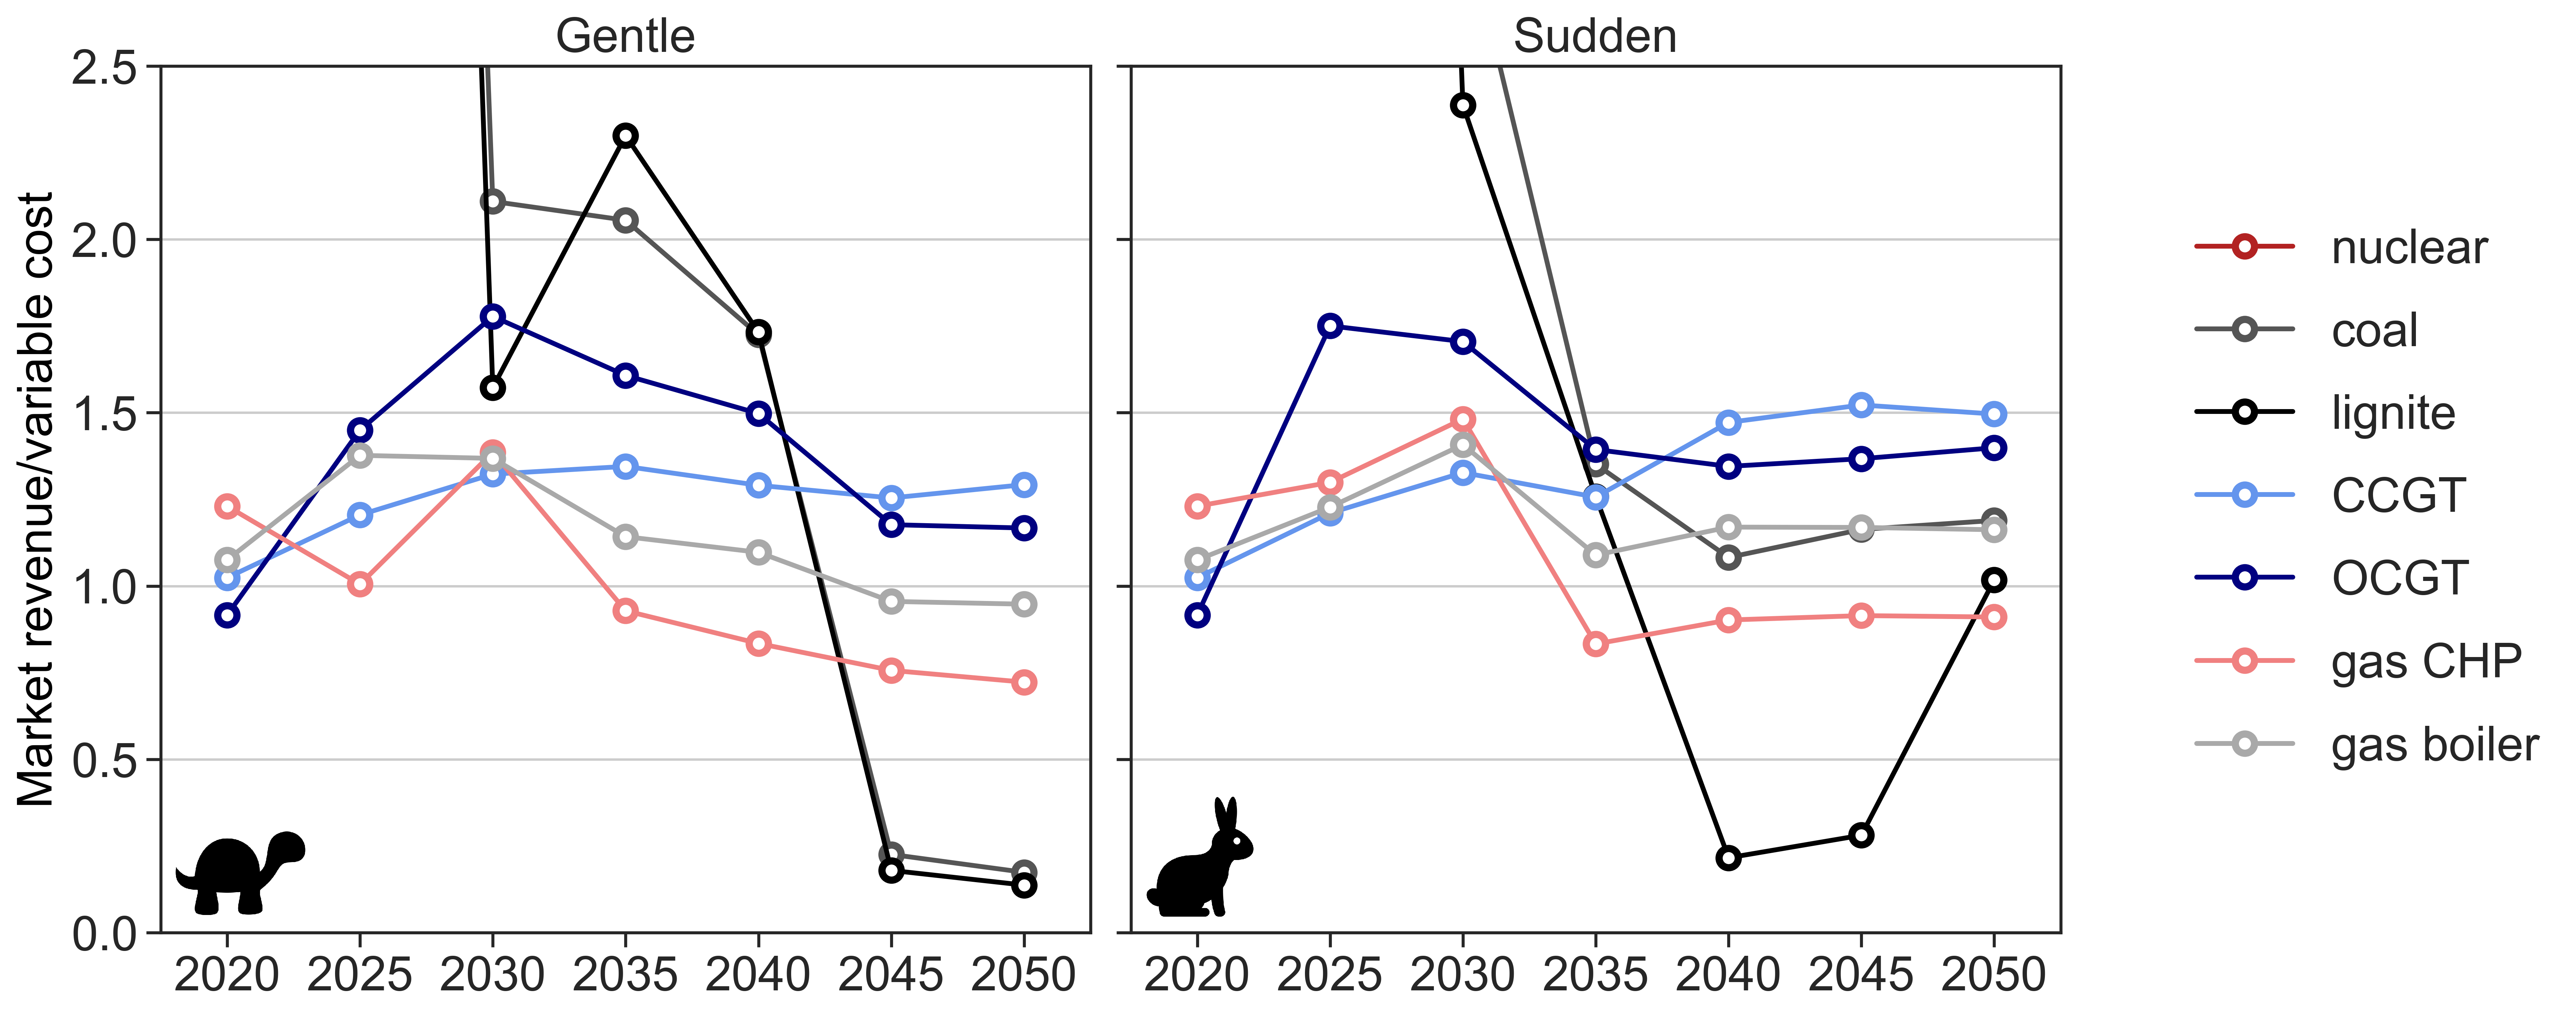 Gentle
Sudden
Market revenue/variable cost
2.5
2.0
1.5
1.0
0.5
0.0
2020 2025 2030 2035 2040 2045 2050
2020 2025 2030 2035 2040 2045 2050
nuclear
coal
lignite
CCGT
OCGT
gas CHP
gas boiler